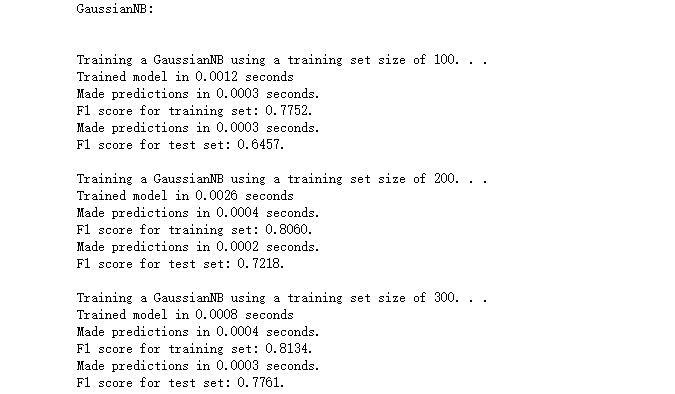 GaussianNB:
Training a GaussianNB using a training set size of 100. . .
Trained model in 0.0012 seconds
Made predictions in 0.0003 seconds.
F1 score for training set: 0.7752.
Made predictions in 0.0003 seconds.
F1 score for test set: 0.6457.
Training a GaussianNB using a training set size of 200. . .
Trained model in 0.0026 seconds
Made predictions in 0.0004 seconds.
F1 score for training set: 0.8060.
Made predictions in 0.0002 seconds.
F1 score for test set: 0.7218.
Training a GaussianNB using a training set size of 300. . .
Trained model in 0.0008 seconds
Made predictions in 0.0004 seconds.
F1 score for training set: 0.8134.
Made predictions in 0.0003 seconds.
F1 score for test set: 0.7761.